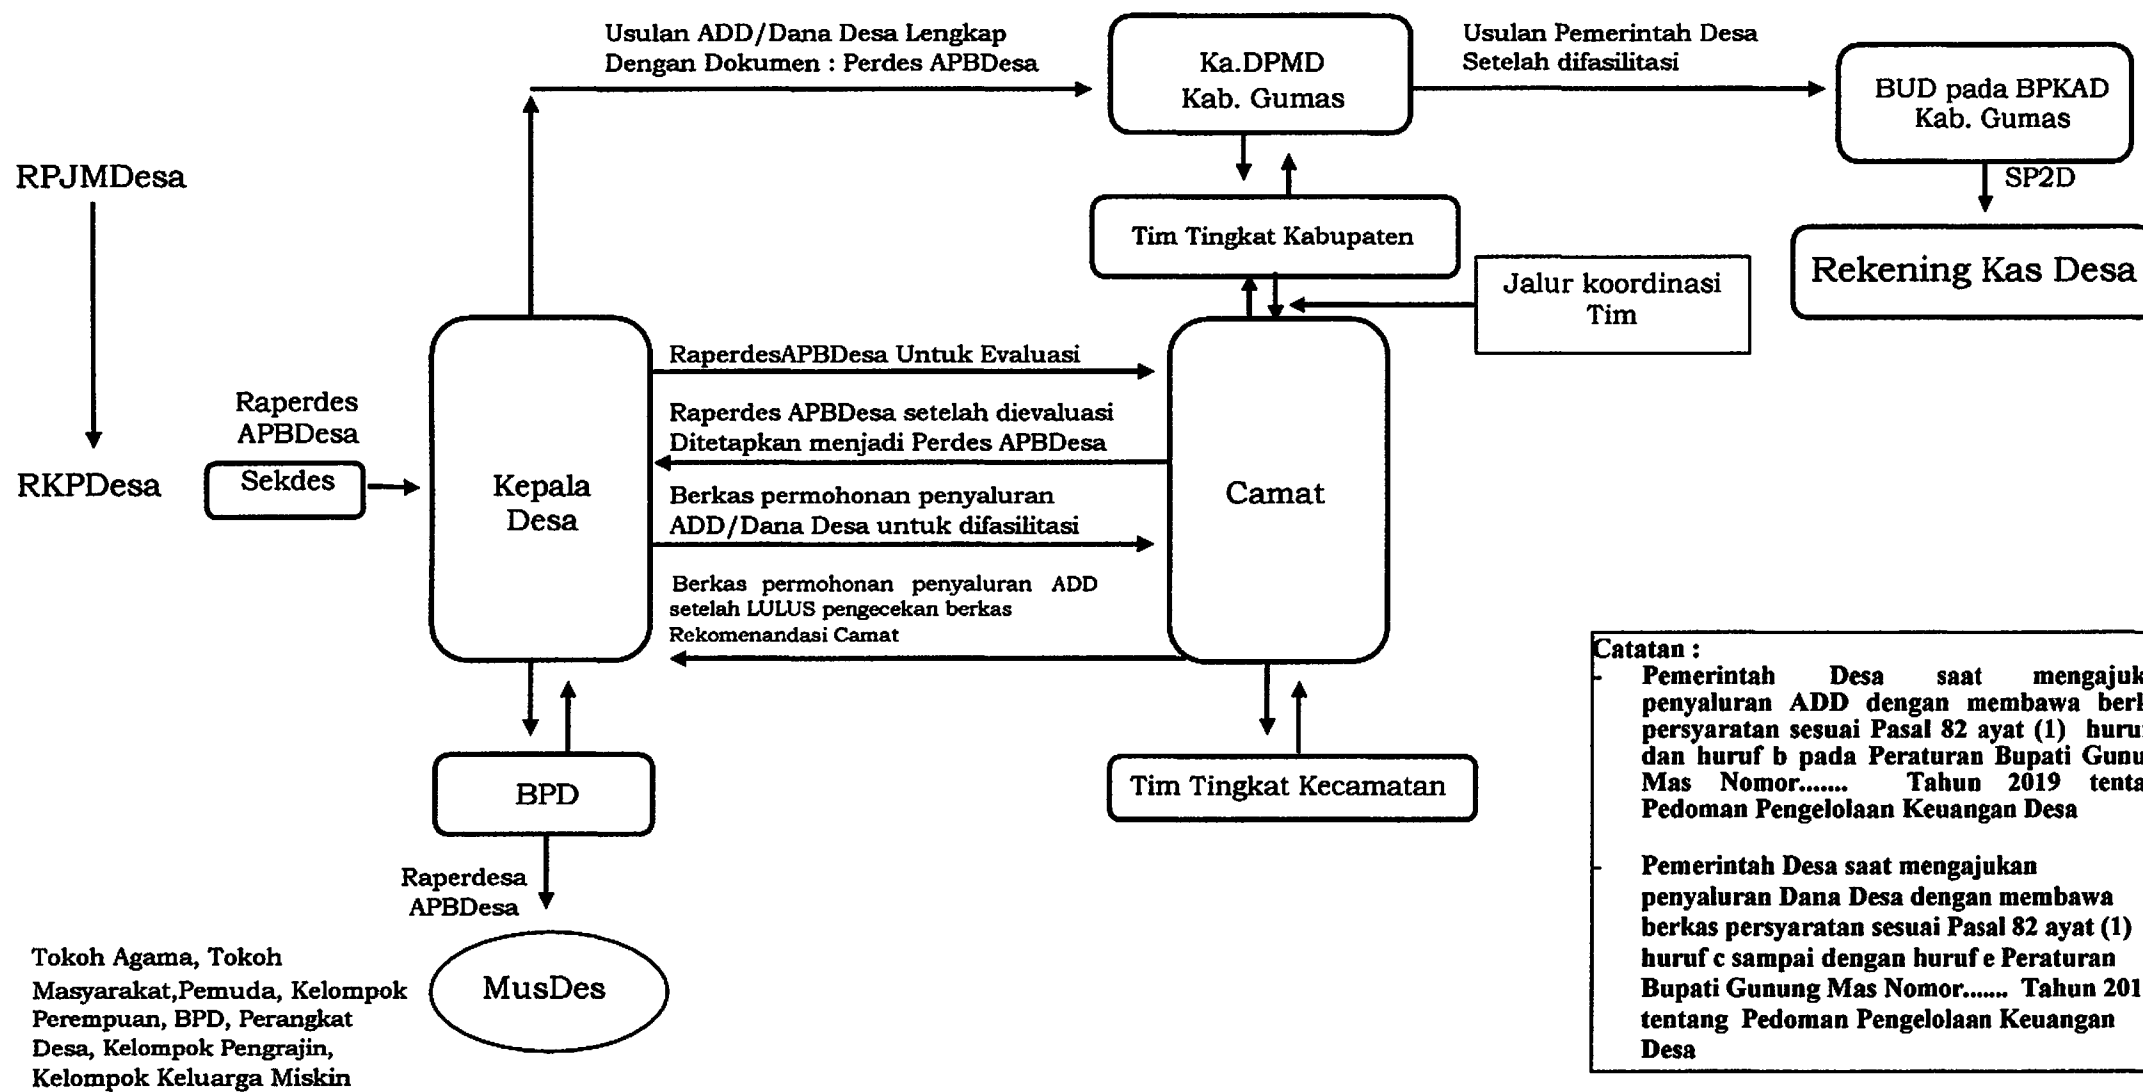 Usulan ADD/Dana Desa Lengkap
Dengan Dokumen : Perdes APBDesa
Ka.DPMD
Kab. Gumas
Usulan Pemerintah Desa
Setelah difasilitasi
BUD pada BPKAD
Kab. Gumas
SP2D
Rekening Kas Desa
RPJMDesa
RKPDesa
Tim Tingkat Kabupaten
Jalur koordinasi
Tim
Raperdes
APBDesa
Sekdes
Kepala
Desa
RaperdesAPBDesa Untuk Evaluasi
Raperdes APBDesa setelah dievaluasi
Ditetapkan menjadi Perdes APBDesa
Berkas permohonan penyaluran
ADD/Dana Desa untuk difasilitasi
Berkas permohonan penyaluran ADD
setelah LULUS pengecekan berkas
Rekomenandasi Camat
Camat
BPD
Tim Tingkat Kecamatan
Raperdesa
APBDesa
MusDes
Tokoh Agama, Tokoh
Masyarakat,Pemuda, Kelompok
Perempuan, BPD, Perangkat
Desa, Kelompok Pengrajin,
Kelompok Keluarga Miskin
Catatan :
- Pemerintah Desa saat
penyaluran ADD dengan membawa
persyaratan sesuai Pasal 82 ayat (1)
dan huruf b pada Peraturan Bupati
Mas Nomor....... Tahun 2019
Pedoman Pengelolaan Keuangan Desa
- Pemerintah Desa saat mengajukan
penyaluran Dana Desa dengan membawa
berkas persyaratan sesuai Pasal 82 ayat (1)
huruf c sampai dengan huruf e Peraturan
Bupati Gunung Mas Nomor....... Tahun
tentang Pedoman Pengelolaan Keuangan
Desa